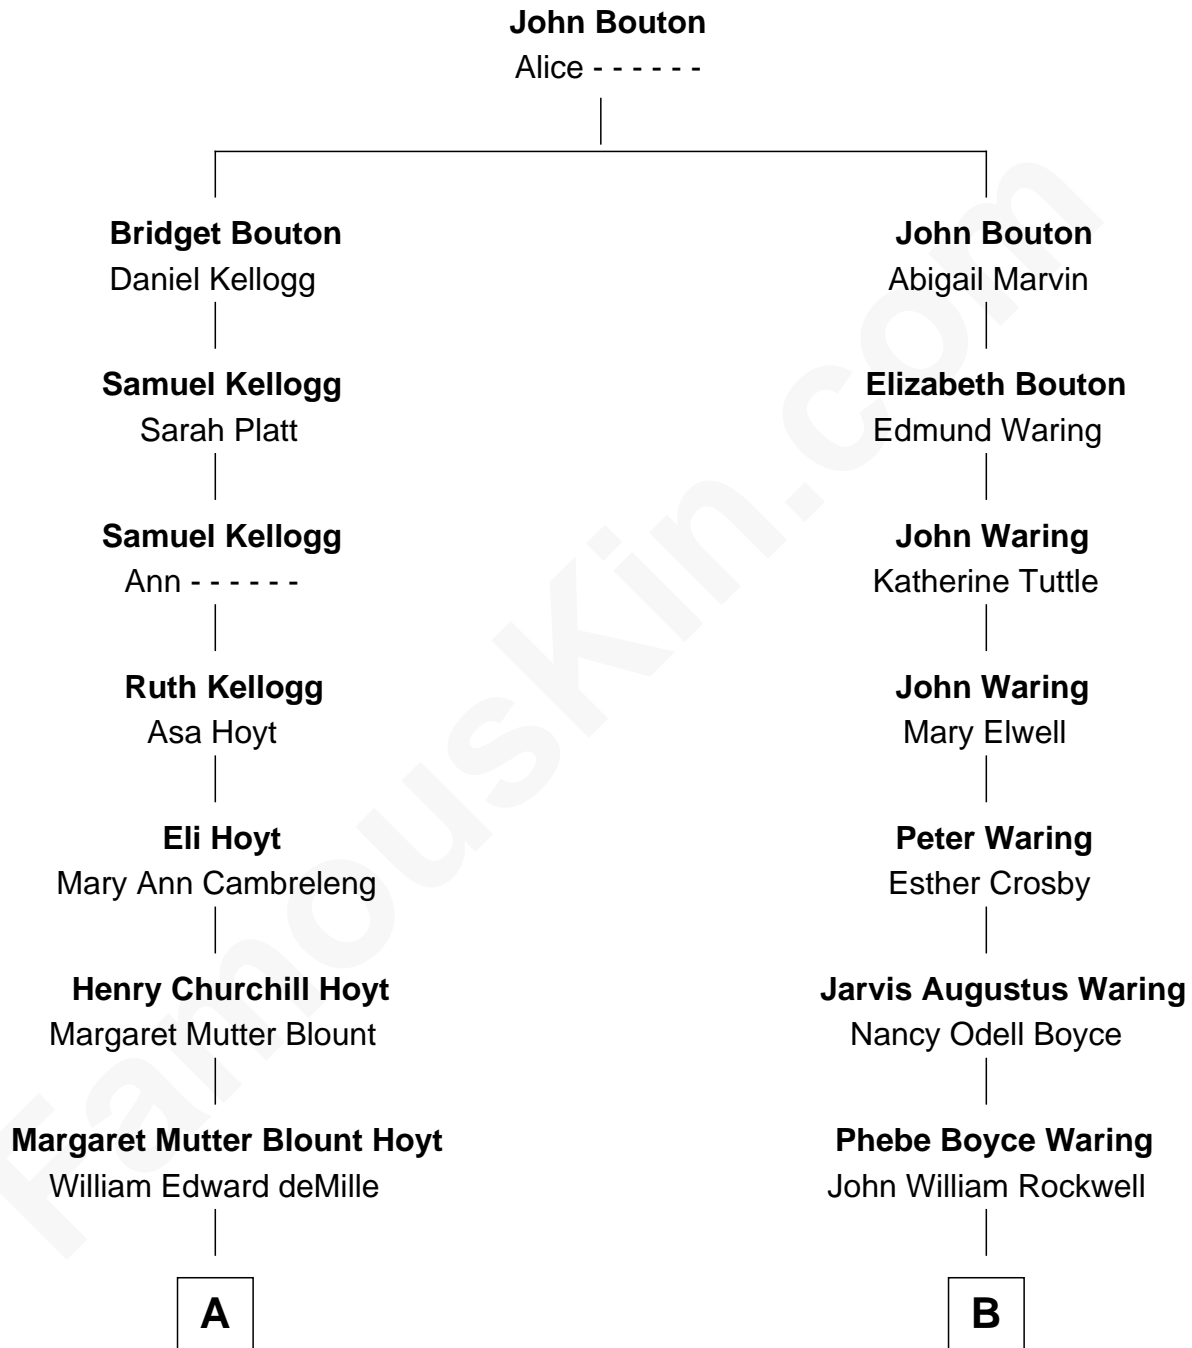 John Bouton
Alice - - - - - -
Bridget Bouton
Daniel Kellogg
Samuel Kellogg
Sarah Platt
Samuel Kellogg
Ann - - - - - -
Ruth Kellogg
Asa Hoyt
Eli Hoyt
Mary Ann Cambreleng
Henry Churchill Hoyt
Margaret Mutter Blount
Margaret Mutter Blount Hoyt
William Edward deMille
A
John Bouton
Abigail Marvin
Elizabeth Bouton
Edmund Waring
John Waring
Katherine Tuttle
John Waring
Mary Elwell
Peter Waring
Esther Crosby
Jarvis Augustus Waring
Nancy Odell Boyce
Phebe Boyce Waring
John William Rockwell
B
FamousKin.com